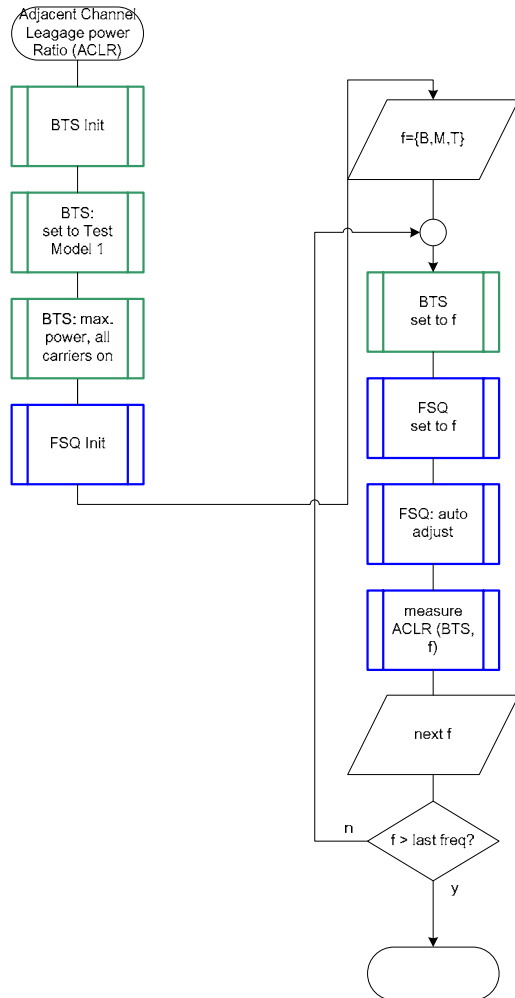 Adjacent Channel
Leagage power
Ratio (ACLR)
BTS Init
BTS:
set to Test
Model 1
BTS: max.
power, all
carriers on
FSQ Init
f={B,M,T}
BTS
set to f
FSQ
set to f
FSQ: auto
adjust
measure
ACLR (BTS,
f)
next f
f > last freq?
n
y